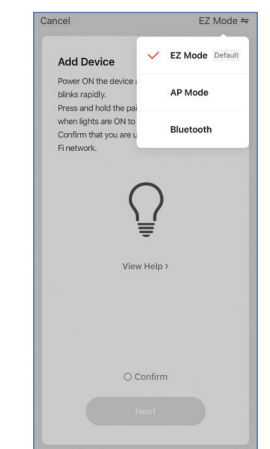 Cancel EZ Mode ⇋
Add Device
EZ Mode Default
AP Mode
Bluetooth
Power ON the device
blinks rapidly.
Press and hold the
when lights are ON to
Confirm that you are
Fi network.
View Help >
Confirm
Next